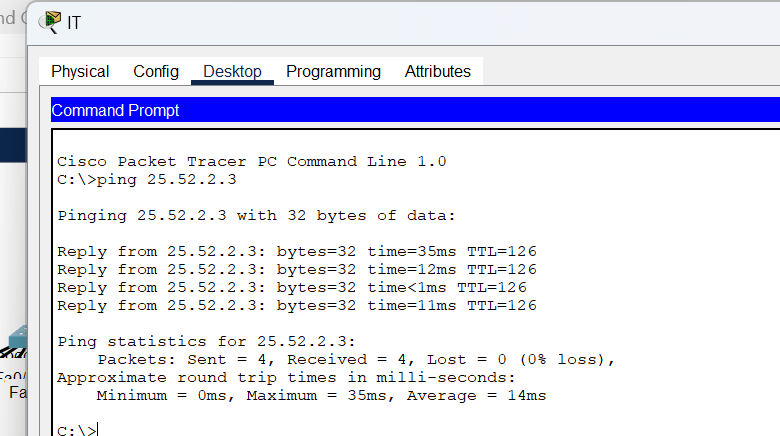 IT
Physical Config Desktop Programming Attributes
Command Prompt
Cisco Packet Tracer PC Command Line 1.0
C:\>ping 25.52.2.3
Pinging 25.52.2.3 with 32 bytes of data:
Reply from 25.52.2.3: bytes=32 time=35ms TTL=126
Reply from 25.52.2.3: bytes=32 time=12ms TTL=126
Reply from 25.52.2.3: bytes=32 time<1ms TTL=126
Reply from 25.52.2.3: bytes=32 time=11ms TTL=126
Ping statistics for 25.52.2.3:
Packets: Sent = 4, Received = 4, Lost = 0 (0% loss),
Approximate round trip times in milli-seconds:
Minimum = 0ms, Maximum = 35ms, Average = 14ms
C:\>